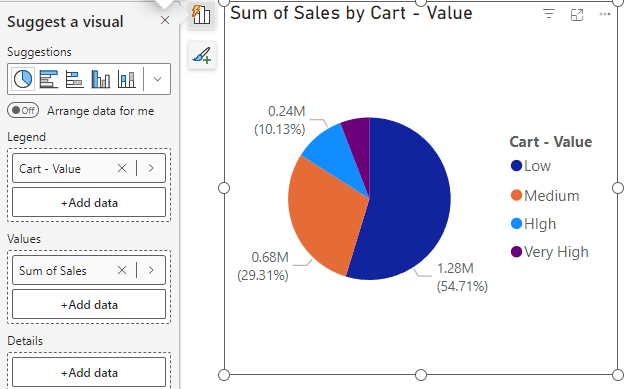 Suggest a visual
Suggestions
Off Arrange data for me
Legend
Cart - Value
+Add data
Values
Sum of Sales
+Add data
Details
+Add data
Sum of Sales by Cart - Value
0.24M
(10.13%)
0.68M
(29.31%)
1.28M
(54.71%)
Cart - Value
Low
Medium
HIgh
Very High